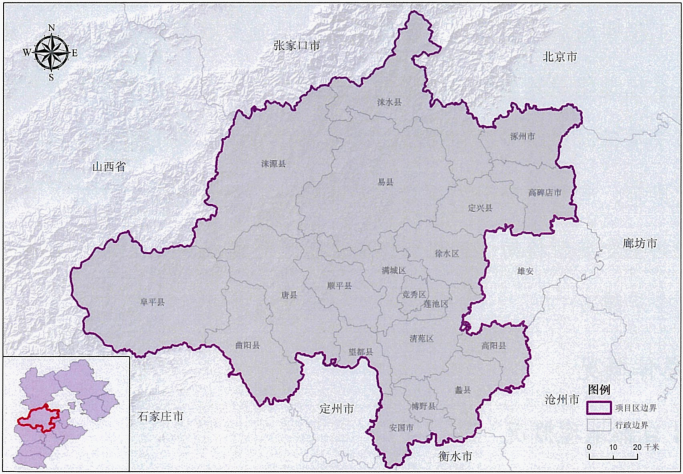 N
W
E
S
张家口市
北京市
涞水县
涿州市
山西省
涞源县
易县
高碑店市
定兴县
廊坊市
徐水区
雄安
满城区
顺平县
竞秀区
莲池区
阜平县
唐县
清苑区
曲阳县
望都县
高阳县
图例
项目区边界
行政边界
0 10 20 千米
蠡县
沧州市
石家庄市
定州市
博野县
安国市
衡水市